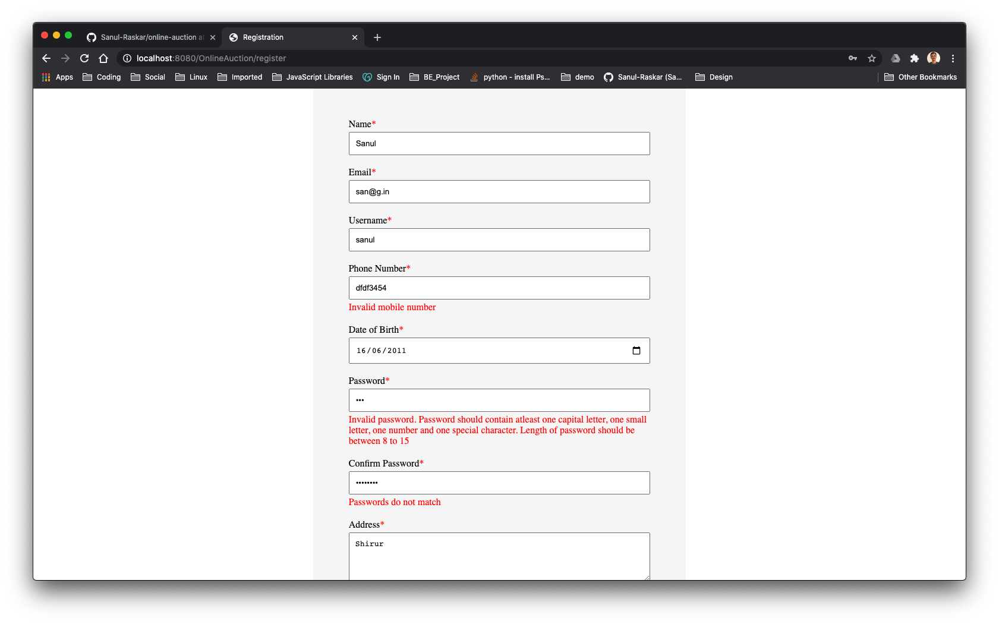 Sanul-Raskar/online-auction at
Registration
localhost:8080/OnlineAuction/register
Apps Coding Social Linux Imported JavaScript Libraries Sign In BE_Project python - install Ps... demo Sanul-Raskar (Sa... Design Other Bookmarks
Name*
Sanul
Email*
san@g.in
Username*
sanul
Phone Number*
dfdf3454
Invalid mobile number
Date of Birth*
16/06/2011
Password*
•••
Invalid password. Password should contain atleast one capital letter, one small
letter, one number and one special character. Length of password should be
between 8 to 15
Confirm Password*
••••••••
Passwords do not match
Address*
Shirur